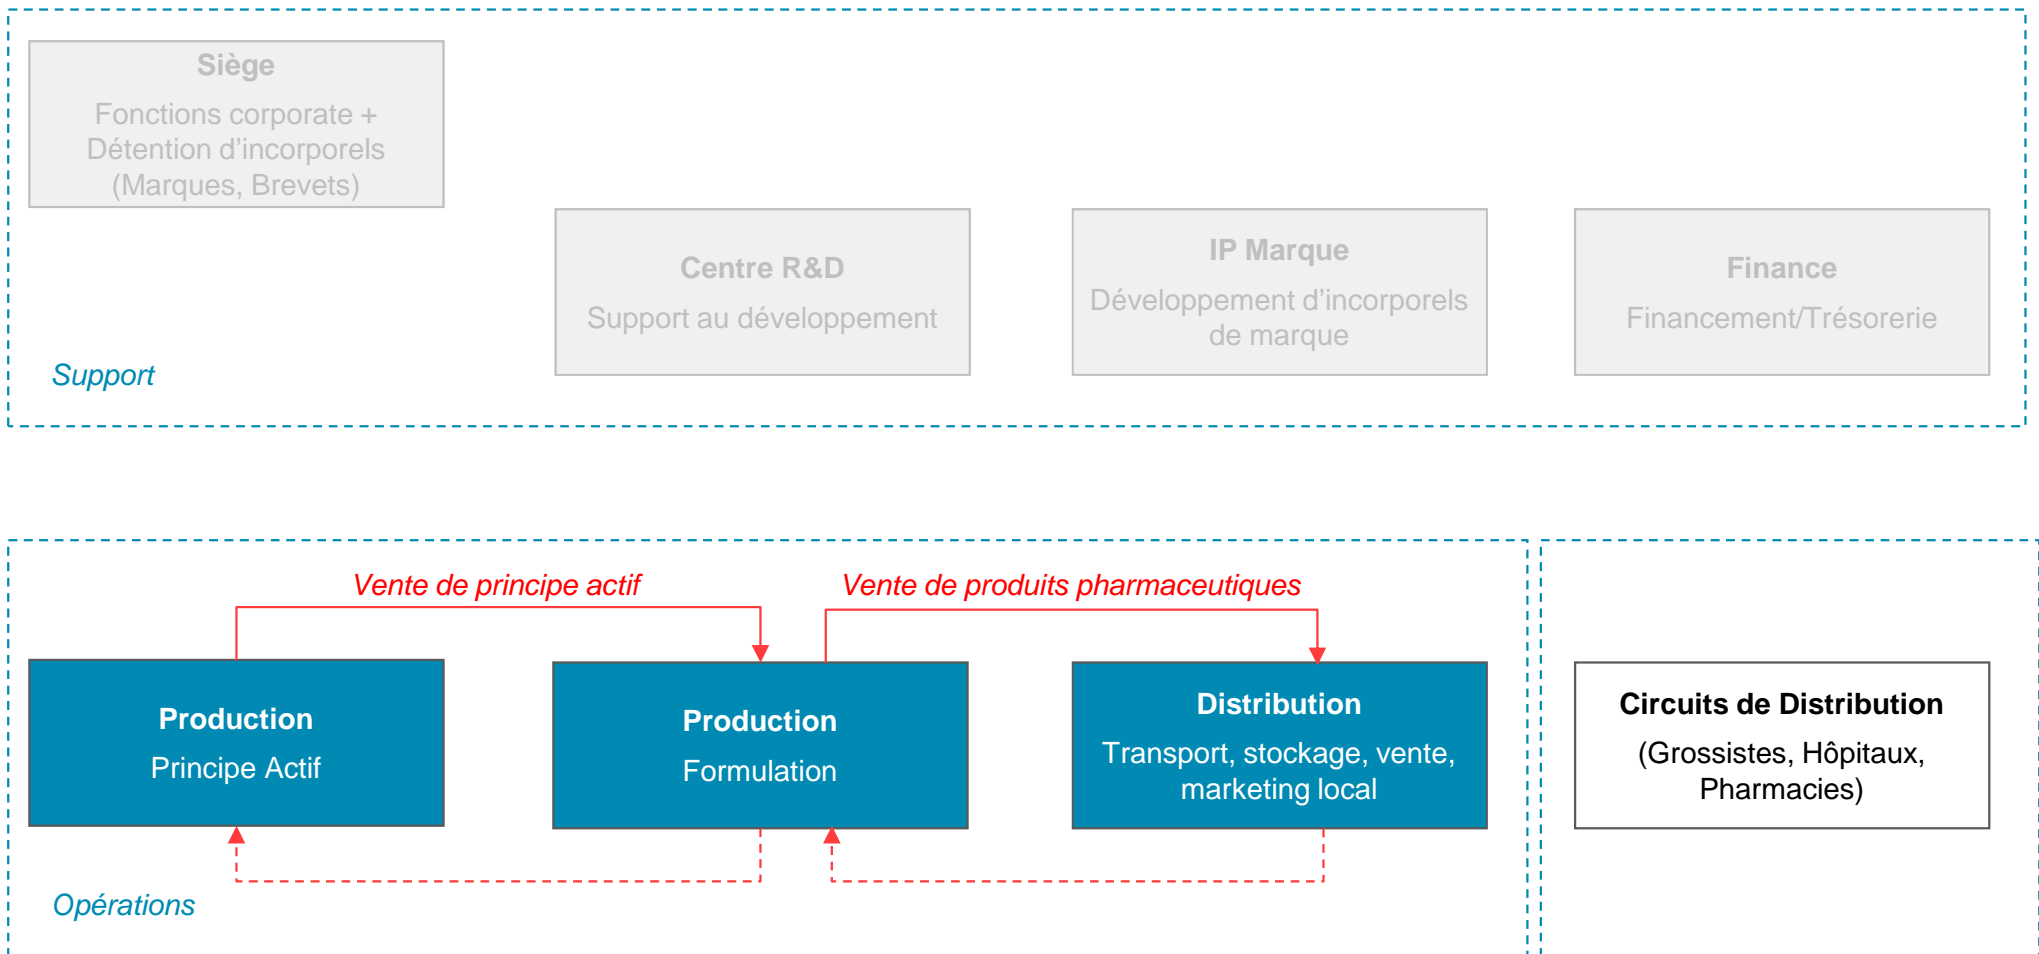 Siège
Fonctions corporate +
Détention d'incorporels
(Marques, Brevets)
Centre R&D
Support au développement
IP Marque
Développement d'incorporels
de marque
Finance
Financement/Trésorerie
Support
Vente de principe actif
Vente de produits pharmaceutiques
Production
Principe Actif
Production
Formulation
Distribution
Transport, stockage, vente,
marketing local
Circuits de Distribution
(Grossistes, Hôpitaux,
Pharmacies)
Opérations